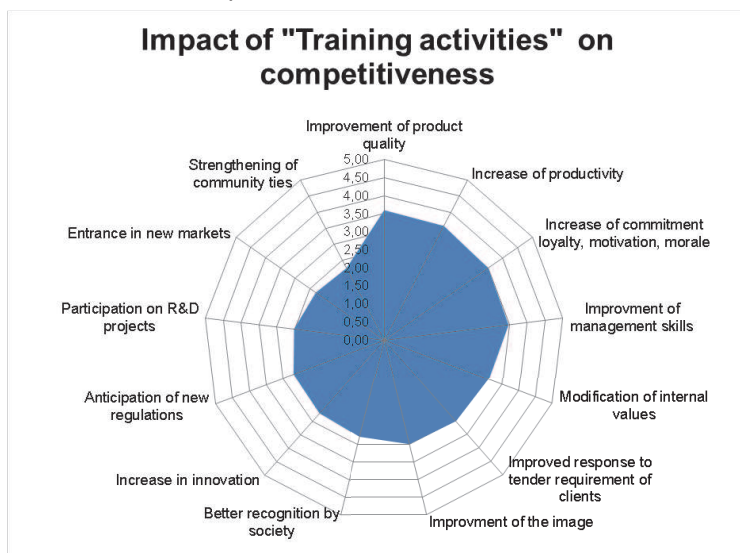 Impact of "Training activities" on
competitiveness
Improvement of product
quality
5,00
4,50
4,00
3,50
3,00
2,50
2,00
1,50
1,00
0,50
0,00
Increase of productivity
Increase of commitment
loyalty, motivation, morale
Improvment of
management skills
Modification of internal
values
Improved response to
tender requirement of
clients
Improvment of the image
Better recognition by
society
Increase in innovation
Anticipation of new
regulations
Participation on R&D
projects
Entrance in new markets
Strengthening of
community ties